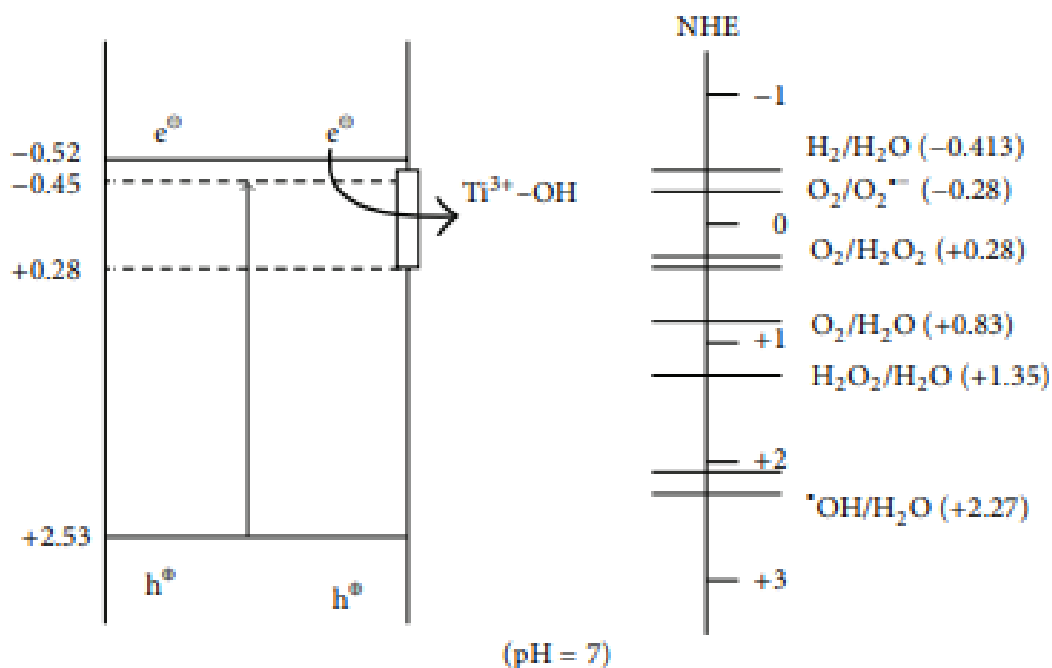 NHE
e⊖
e⊖
−0.52
−0.45
+0.28
+2.53
Ti³⁺–OH
h⊕
h⊕
−1
0
+1
+2
+3
H₂/H₂O (−0.413)
O₂/O₂•− (−0.28)
O₂/H₂O₂ (+0.28)
O₂/H₂O (+0.83)
H₂O₂/H₂O (+1.35)
•OH/H₂O (+2.27)
(pH = 7)